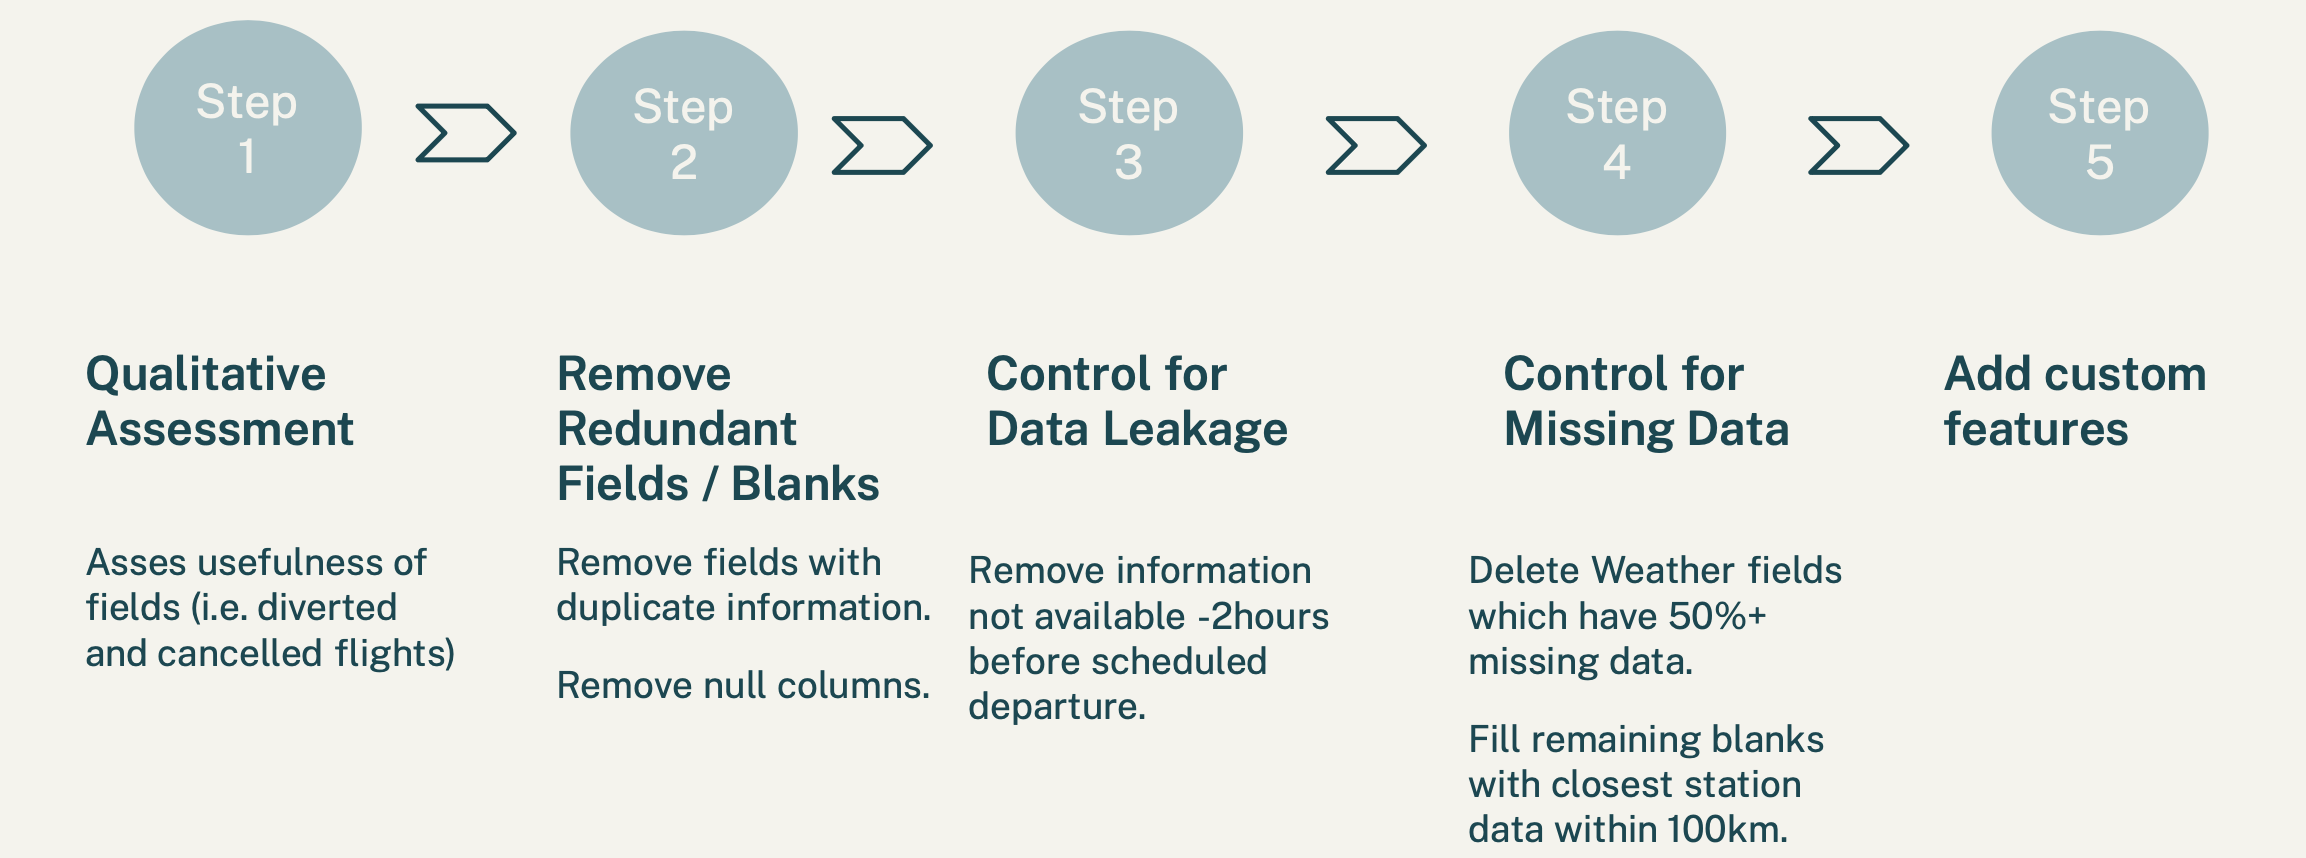 Step
1
Step
2
Step
3
Step
4
Step
5
Qualitative
Assessment
Asses usefulness of
fields (i.e. diverted
and cancelled flights)
Remove
Redundant
Fields / Blanks
Remove fields with
duplicate information.
Remove null columns.
Control for
Data Leakage
Remove information
not available -2hours
before scheduled
departure.
Control for
Missing Data
Delete Weather fields
which have 50%+
missing data.
Fill remaining blanks
with closest station
data within 100km.
Add custom
features